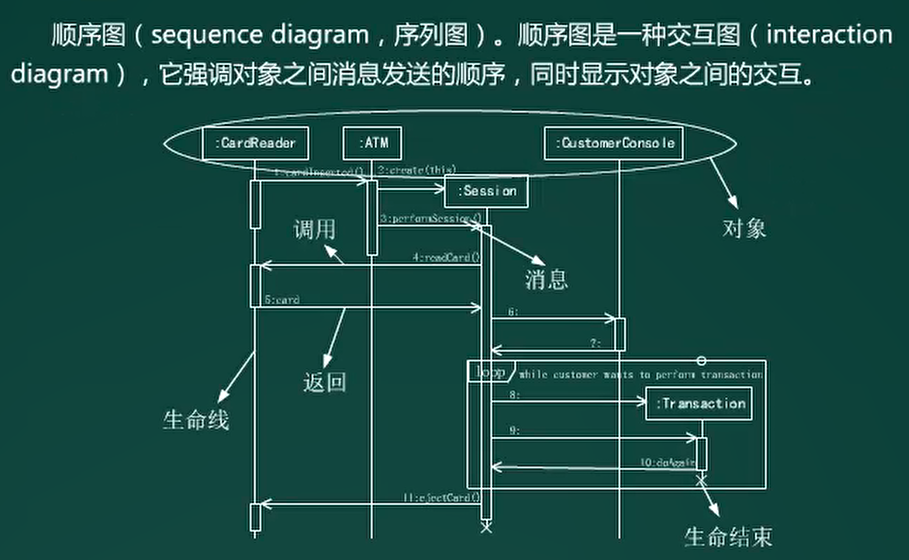 顺序图（sequence diagram，序列图）。顺序图是一种交互图（interaction
diagram），它强调对象之间消息发送的顺序，同时显示对象之间的交互。
:CardReader
:ATM
:CustomerConsole
1:cardInserted()
2:create(this)
:Session
3:performSession()
对象
调用
4:readCard()
消息
5:card
6:
7:
返回
loop
while customer wants to perform transaction
8:
:Transaction
生命线
9:
10:doAgain
11:ejectCard()
生命结束